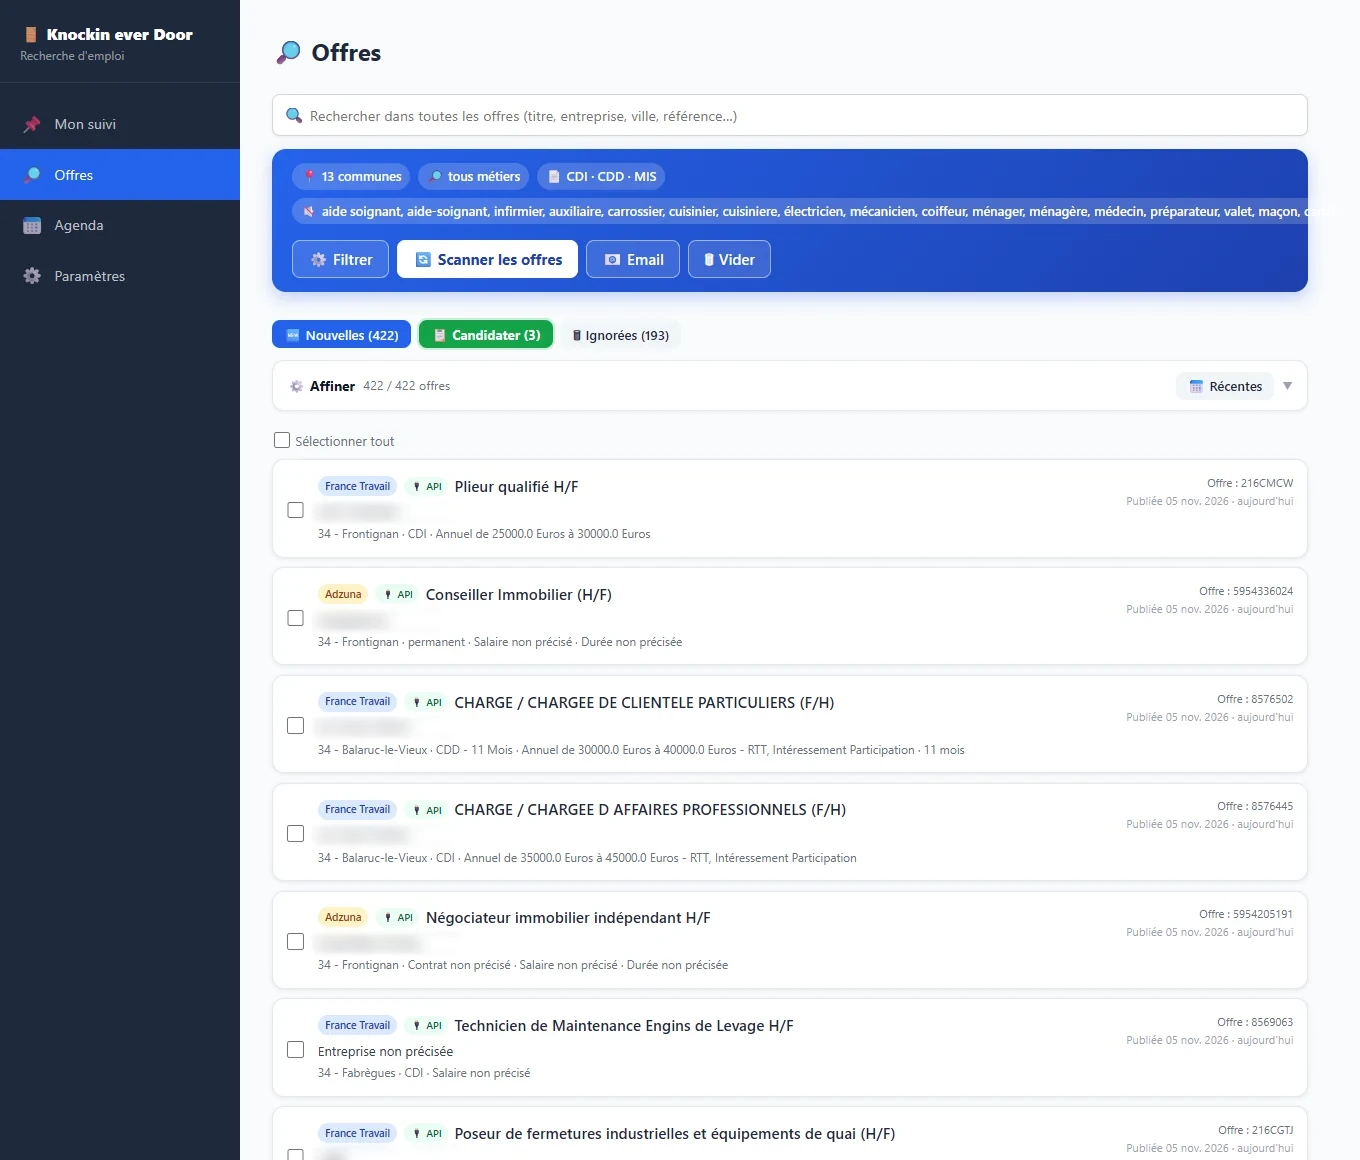 Knockin ever Door
Recherche d'emploi
Mon suivi
Offres
Agenda
Paramètres
Offres
Rechercher dans toutes les offres (titre, entreprise, ville, référence...)
13 communes
tous métiers
CDI · CDD · MIS
aide soignant, aide-soignant, infirmier, auxiliaire, carrossier, cuisinier, cuisiniere, électricien, mécanicien, coiffeur, ménager, ménagère, médecin, préparateur, valet, maçon,
Filtrer
Scanner les offres
Email
Vider
Nouvelles (422)
Candidater (3)
Ignorées (193)
Affiner 422 / 422 offres
Récentes ▼
Sélectionner tout
France Travail API Plieur qualifié H/F
Offre : 216CMCW
Publiée 05 nov. 2026 · aujourd'hui
34 - Frontignan · CDI · Annuel de 25000.0 Euros à 30000.0 Euros
Adzuna API Conseiller Immobilier (H/F)
Offre : 5954336024
Publiée 05 nov. 2026 · aujourd'hui
34 - Frontignan · permanent · Salaire non précisé · Durée non précisée
France Travail API CHARGE / CHARGEE DE CLIENTELE PARTICULIERS (F/H)
Offre : 8576502
Publiée 05 nov. 2026 · aujourd'hui
34 - Balaruc-le-Vieux · CDD - 11 Mois · Annuel de 30000.0 Euros à 40000.0 Euros - RTT, Intéressement Participation · 11 mois
France Travail API CHARGE / CHARGEE D AFFAIRES PROFESSIONNELS (F/H)
Offre : 8576445
Publiée 05 nov. 2026 · aujourd'hui
34 - Balaruc-le-Vieux · CDI · Annuel de 35000.0 Euros à 45000.0 Euros - RTT, Intéressement Participation
Adzuna API Négociateur immobilier indépendant H/F
Offre : 5954205191
Publiée 05 nov. 2026 · aujourd'hui
34 - Frontignan · Contrat non précisé · Salaire non précisé · Durée non précisée
France Travail API Technicien de Maintenance Engins de Levage H/F
Offre : 8569063
Publiée 05 nov. 2026 · aujourd'hui
Entreprise non précisée
34 - Fabrègues · CDI · Salaire non précisé
France Travail API Poseur de fermetures industrielles et équipements de quai (H/F)
Offre : 216CGTJ
Publiée 05 nov. 2026 · aujourd'hui